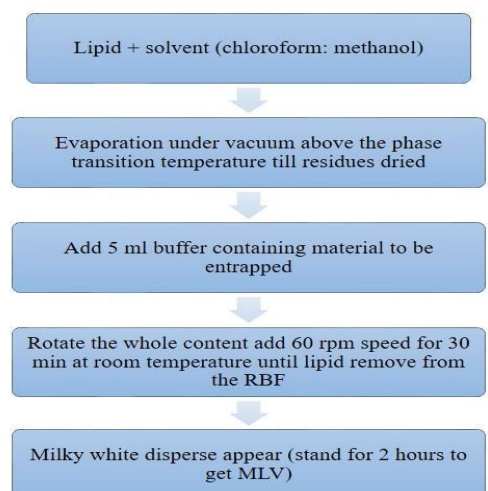 Lipid + solvent (chloroform: methanol)
Evaporation under vacuum above the phase
transition temperature till residues dried
Add 5 ml buffer containing material to be
entrapped
Rotate the whole content add 60 rpm speed for 30
min at room temperature until lipid remove from
the RBF
Milky white disperse appear (stand for 2 hours to
get MLV)